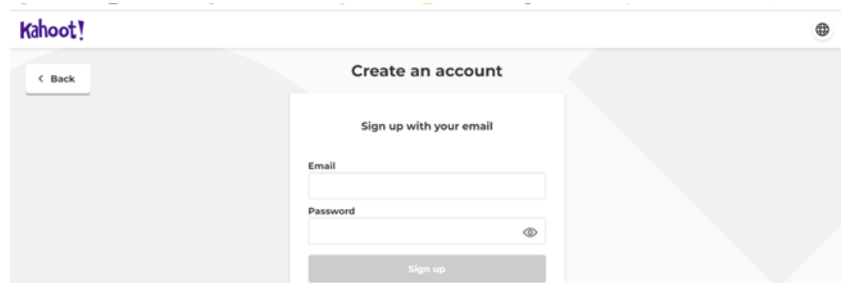 Kahoot!
< Back
Create an account
Sign up with your email
Email
Password
Sign up